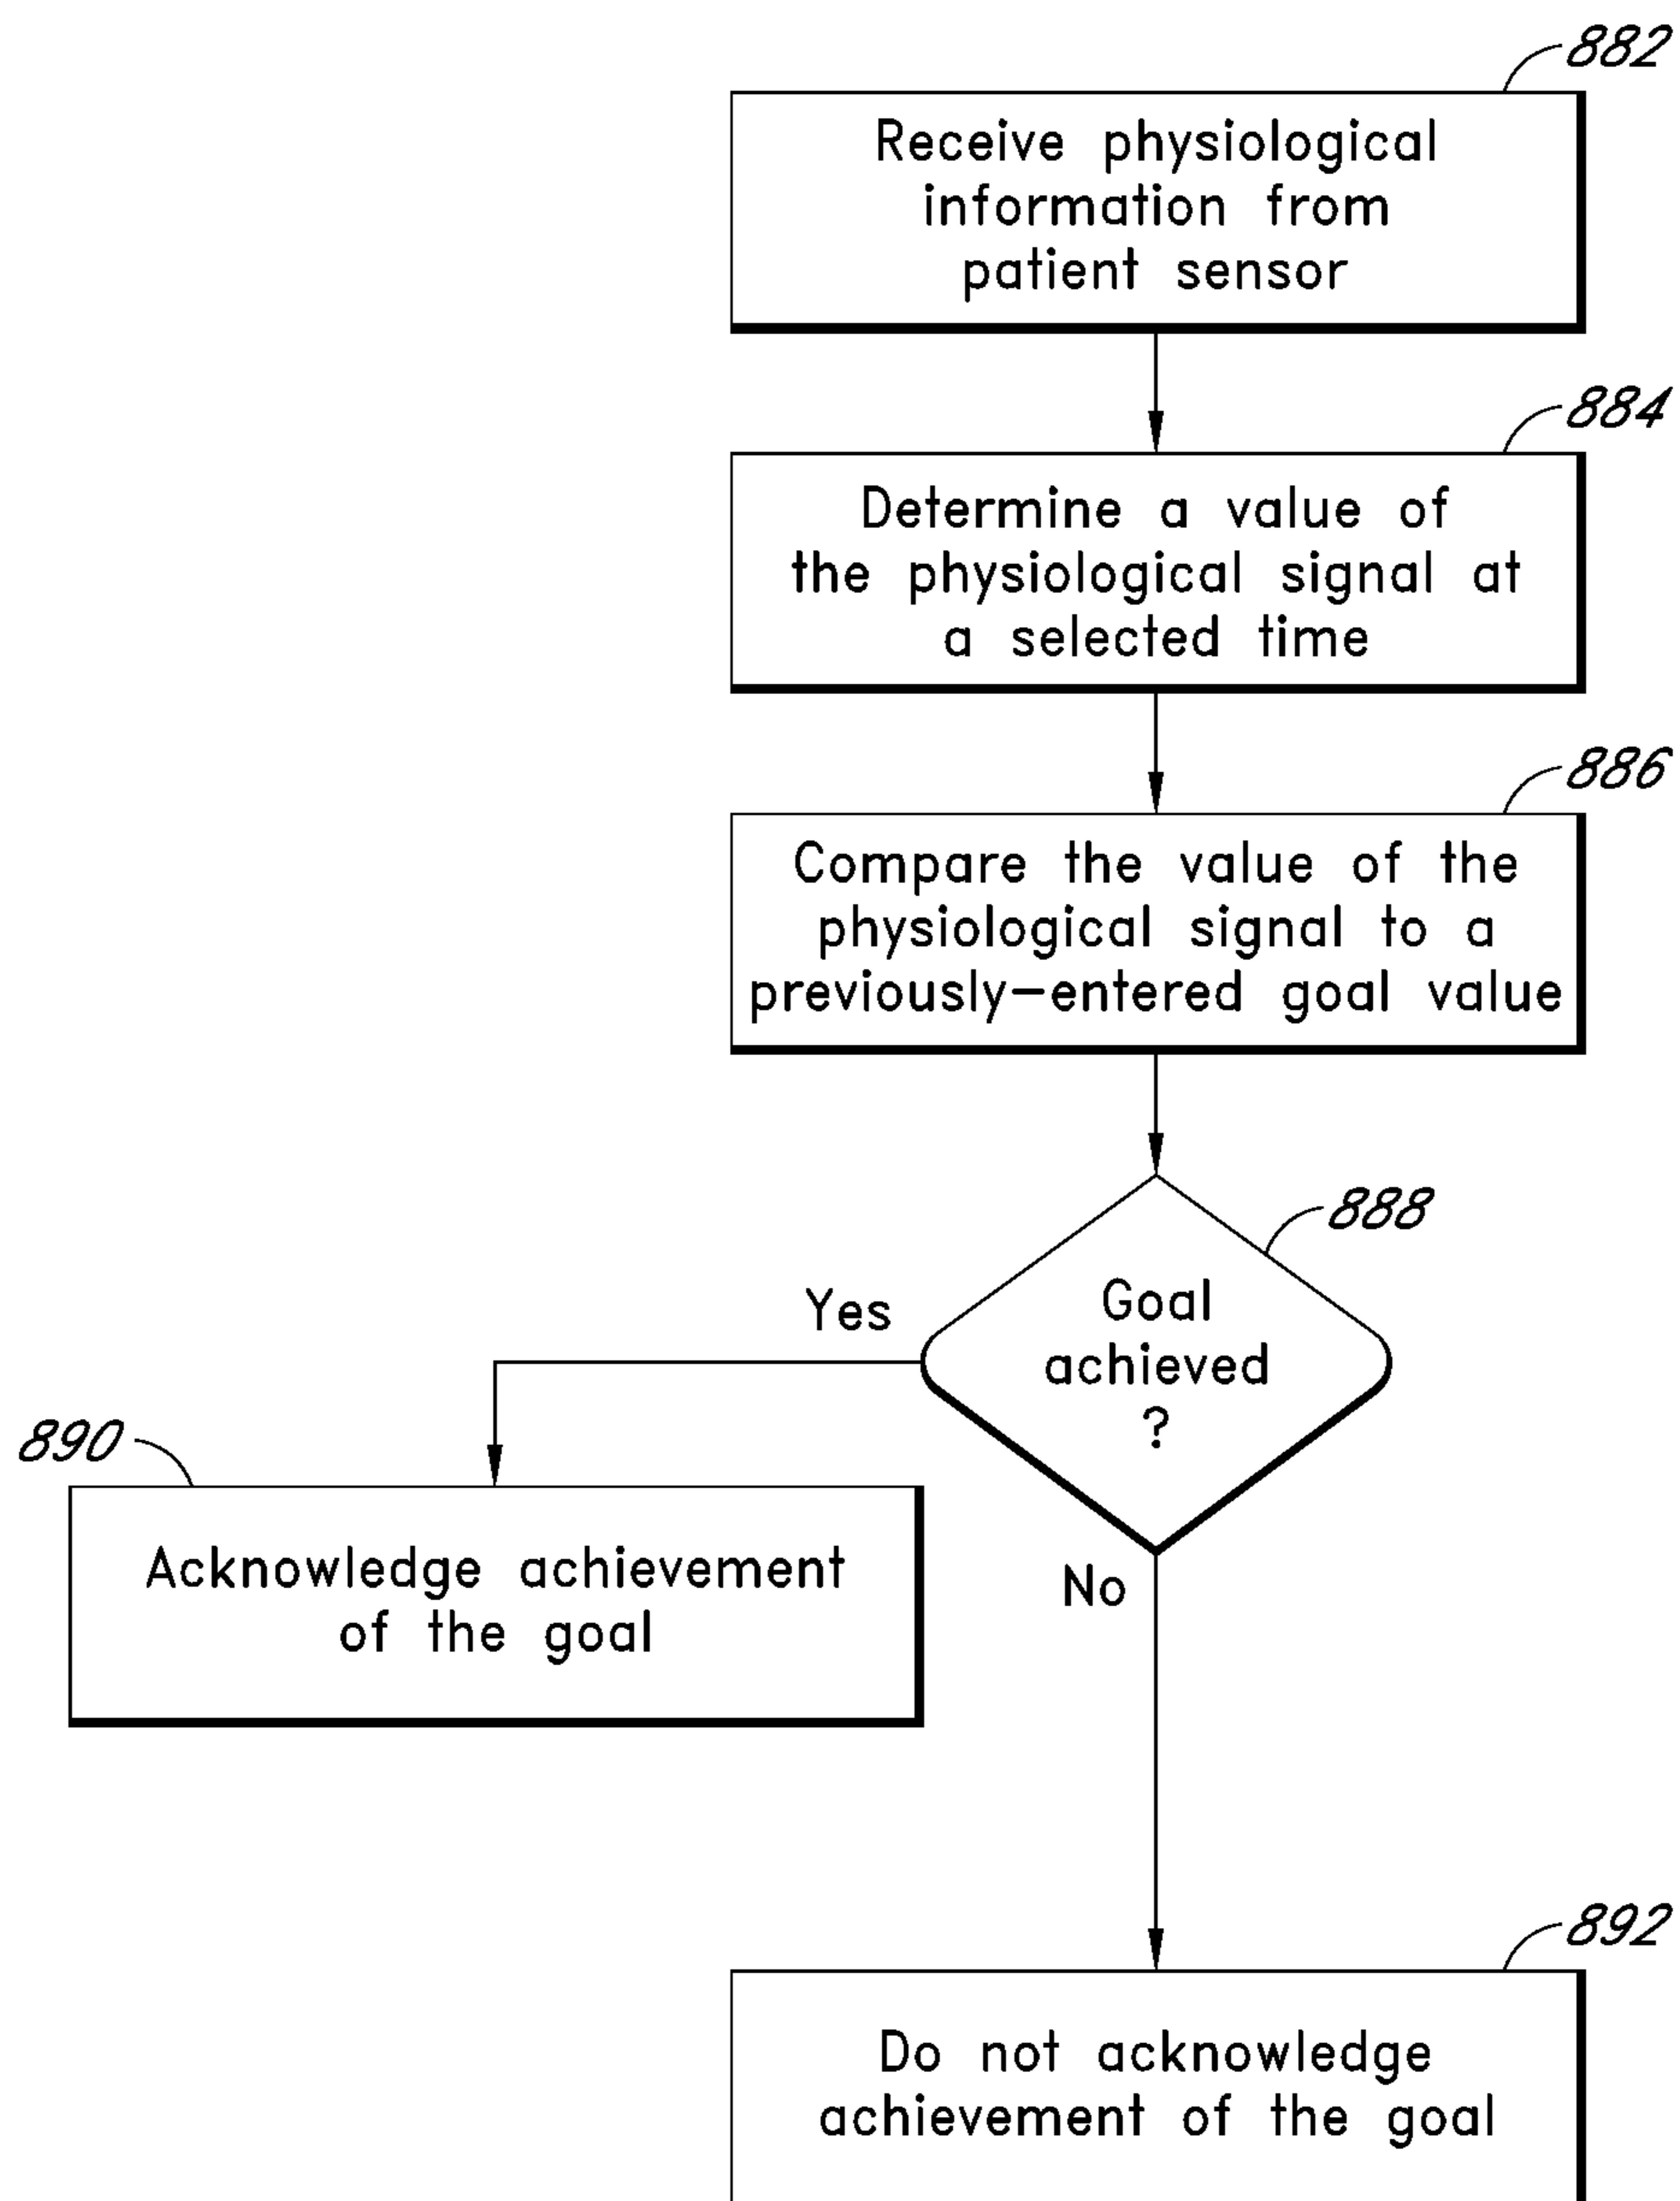 882
Receive physiological
information from
patient sensor
884
Determine a value of
the physiological signal at
a selected time
886
Compare the value of the
physiological signal to a
previously-entered goal value
888
Goal
achieved
?
Yes
890
Acknowledge achievement
of the goal
No
892
Do not acknowledge
achievement of the goal